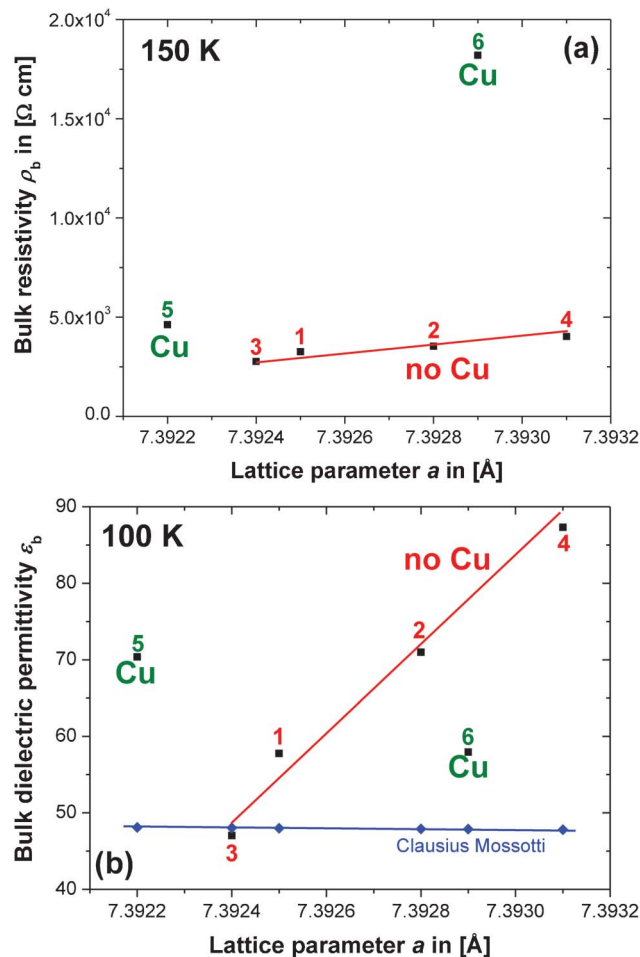 150 K
(a)
6
Cu
2.0x10⁴
1.5x10⁴
1.0x10⁴
5.0x10³
0.0
Bulk resistivity ρb in [Ω cm]
5
Cu
3
1
2
4
no Cu
7.3922 7.3924 7.3926 7.3928 7.3930 7.3932
Lattice parameter a in [Å]
100 K
(b)
90
80
70
60
50
40
Bulk dielectric permittivity εb
no Cu
4
2
5
Cu
1
6
Cu
3
Clausius Mossotti
7.3922 7.3924 7.3926 7.3928 7.3930 7.3932
Lattice parameter a in [Å]